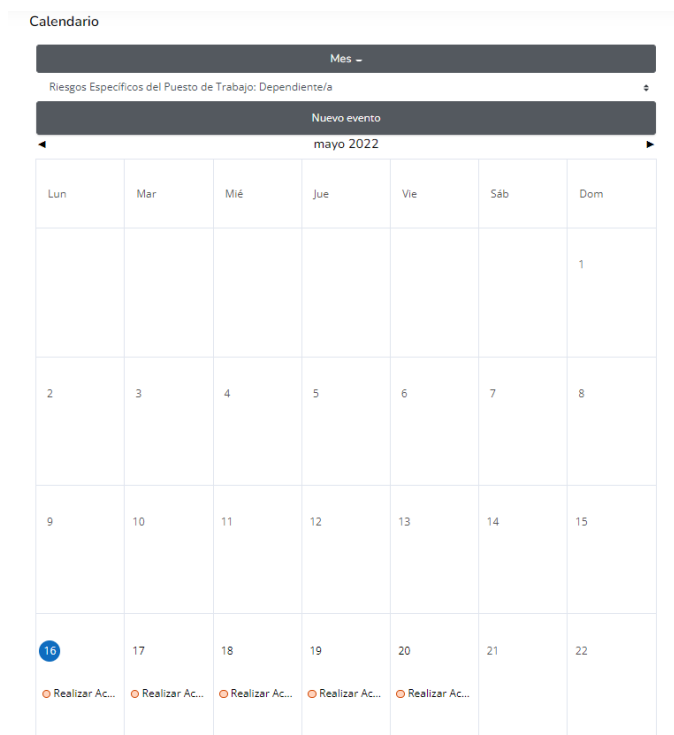 Calendario
Mes
Riesgos Específicos del Puesto de Trabajo: Dependiente/a
Nuevo evento
◄ mayo 2022 ►
Lun Mar Mié Jue Vie Sáb Dom
1
2 3 4 5 6 7 8
9 10 11 12 13 14 15
16 17 18 19 20 21 22
Realizar Ac... Realizar Ac... Realizar Ac... Realizar Ac... Realizar Ac...